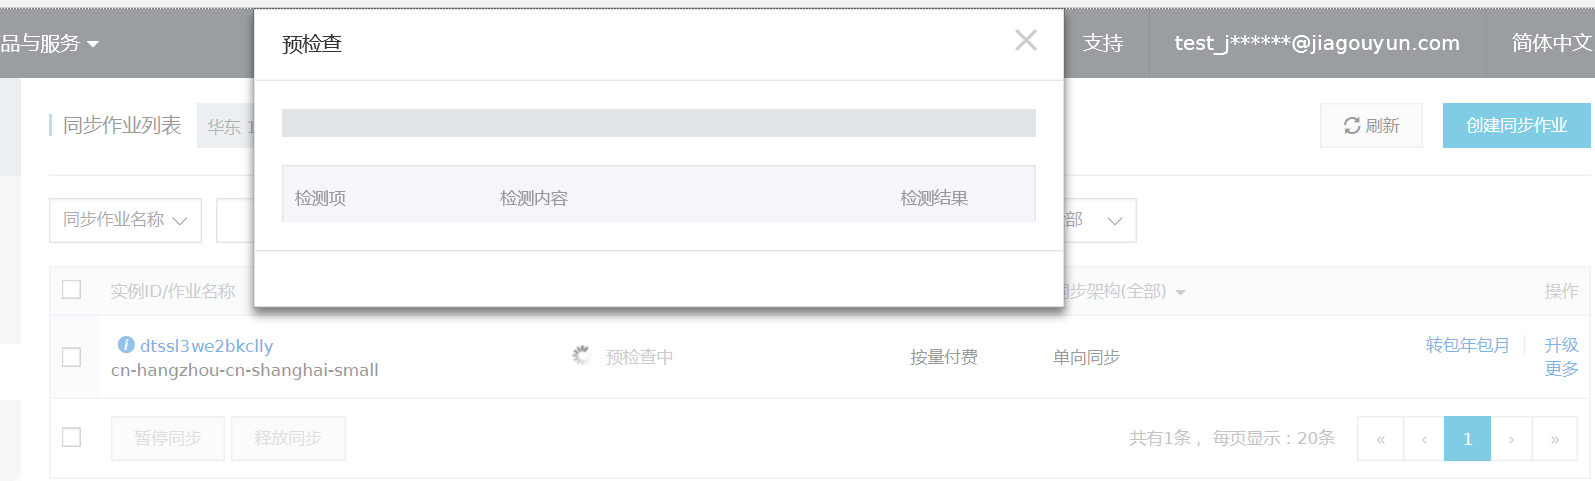 品与服务
预检查
支持
test_j******@jiagouyun.com
简体中文
同步作业列表
华东 1
刷新
创建同步作业
检测项
检测内容
检测结果
同步作业名称
部
实例ID/作业名称
同步架构(全部)
操作
dtssl3we2bkclly
cn-hangzhou-cn-shanghai-small
预检查中
按量付费
单向同步
转包年包月
升级
更多
暂停同步
释放同步
共有1条， 每页显示：20条
«
‹
1
›
»